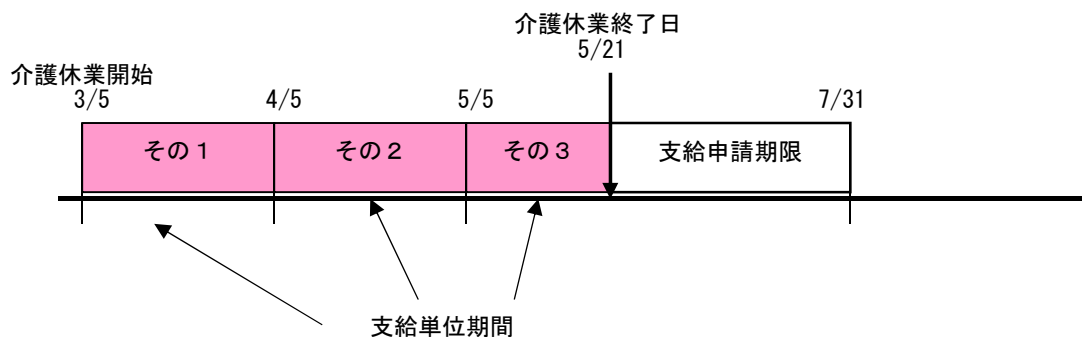 介護休業終了日
5/21
介護休業開始
3/5 4/5 5/5 7/31
その１ その２ その３ 支給申請期限
支給単位期間